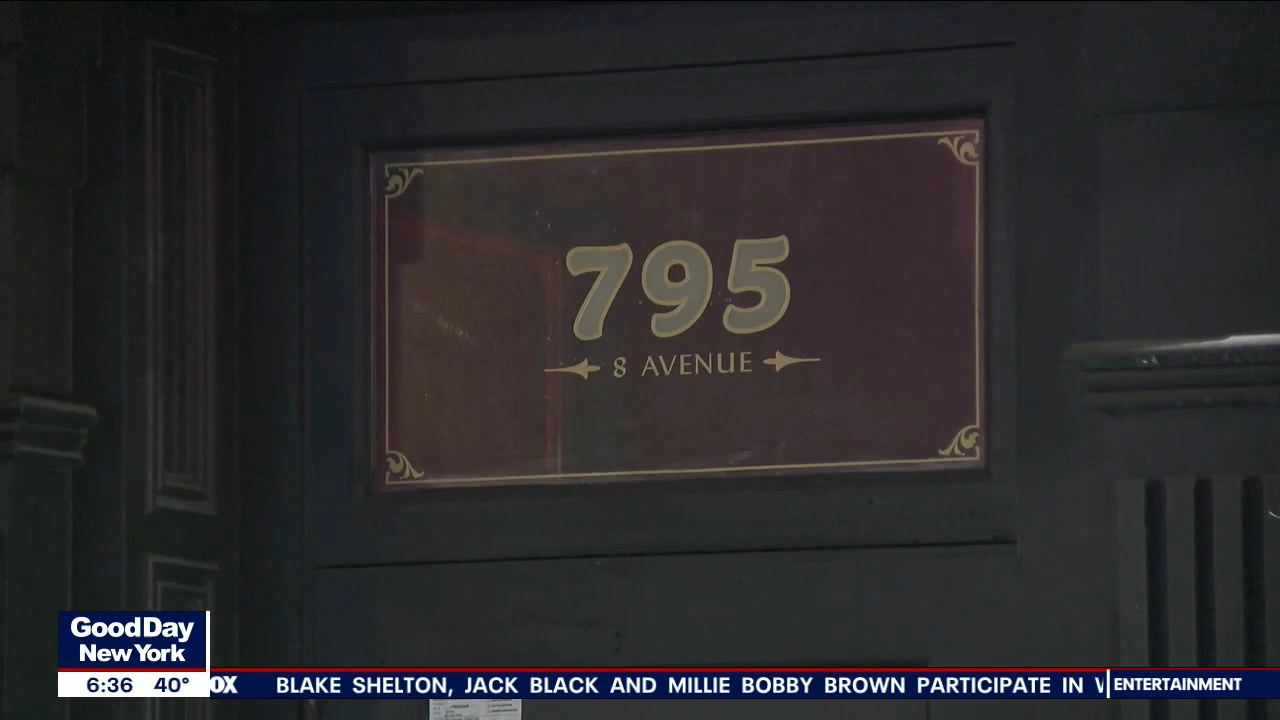 795
8 AVENUE
GoodDay
New York
6:36 40°
OX BLAKE SHELTON, JACK BLACK AND MILLIE BOBBY BROWN PARTICIPATE IN
ENTERTAINMENT